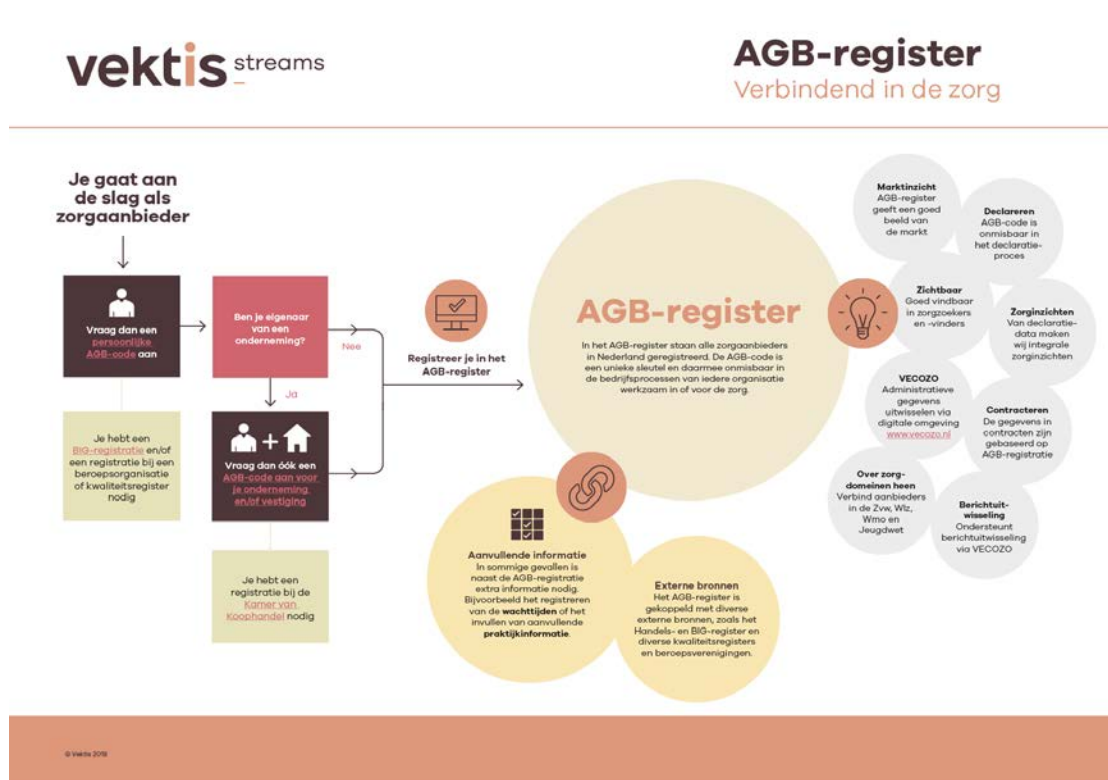 vektis streams
AGB-register
Verbindend in de zorg
Je gaat aan
de slag als
zorgaanbieder
Vraag dan een
persoonlijke
AGB-code aan
Je hebt een
BIG-registratie en/of
een registratie bij een
beroepsorganisatie
of kwaliteitsregister
nodig
Ben je eigenaar
van een
onderneming?
Nee
Ja
Vraag dan óók een
AGB-code aan voor
je onderneming
en/of vestiging
Je hebt een
registratie bij de
Kamer van
Koophandel nodig
Registreer je in het
AGB-register
AGB-register
In het AGB-register staan alle zorgaanbieders
in Nederland geregistreerd. De AGB-code is
een unieke sleutel en daarmee onmisbaar in
de bedrijfsprocessen van iedere organisatie
werkzaam in of voor de zorg.
Aanvullende informatie
In sommige gevallen is
naast de AGB-registratie
extra informatie nodig.
Bijvoorbeeld het registreren
van de wachttijden of het
invullen van aanvullende
praktijkinformatie.
Externe bronnen
Het AGB-register is
gekoppeld met diverse
externe bronnen, zoals het
Handels- en BIG-register en
diverse kwaliteitsregisters
en beroepsverenigingen.
Marktinzicht
AGB-register
geeft een goed
beeld van
de markt
Declareren
AGB-code is
onmisbaar in
het declaratie-
proces
Zichtbaar
Goed vindbaar
in zorgzoekers
en -vinders
Zorginzichten
Van declaratie-
data maken
wij integrale
zorginzichten
VECOZO
Administratieve
gegevens
uitwisselen via
digitale omgeving
www.vecozo.nl
Contracteren
De gegevens in
contracten zijn
gebaseerd op
AGB-registratie
Over zorg-
domeinen heen
Verbind aanbieders
in de Zvw, Wlz,
Wmo en
Jeugdwet
Berichtuit-
wisseling
Ondersteunt
berichtuitwisseling
via VECOZO
© Vektis 2018